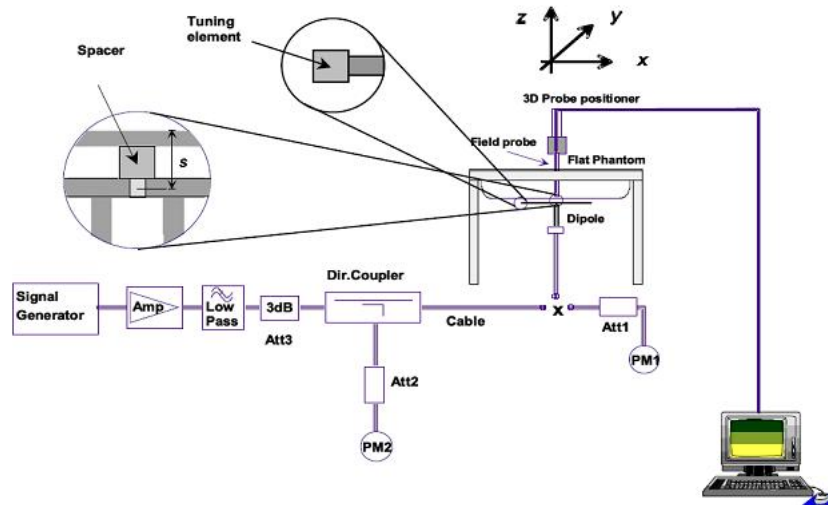 Tuning
element
Spacer
s
z
y
x
3D Probe positioner
Field probe
Flat Phantom
Dipole
Dir.Coupler
Signal
Generator
Amp
Low
Pass
3dB
Att3
Cable
x
Att1
PM1
Att2
PM2